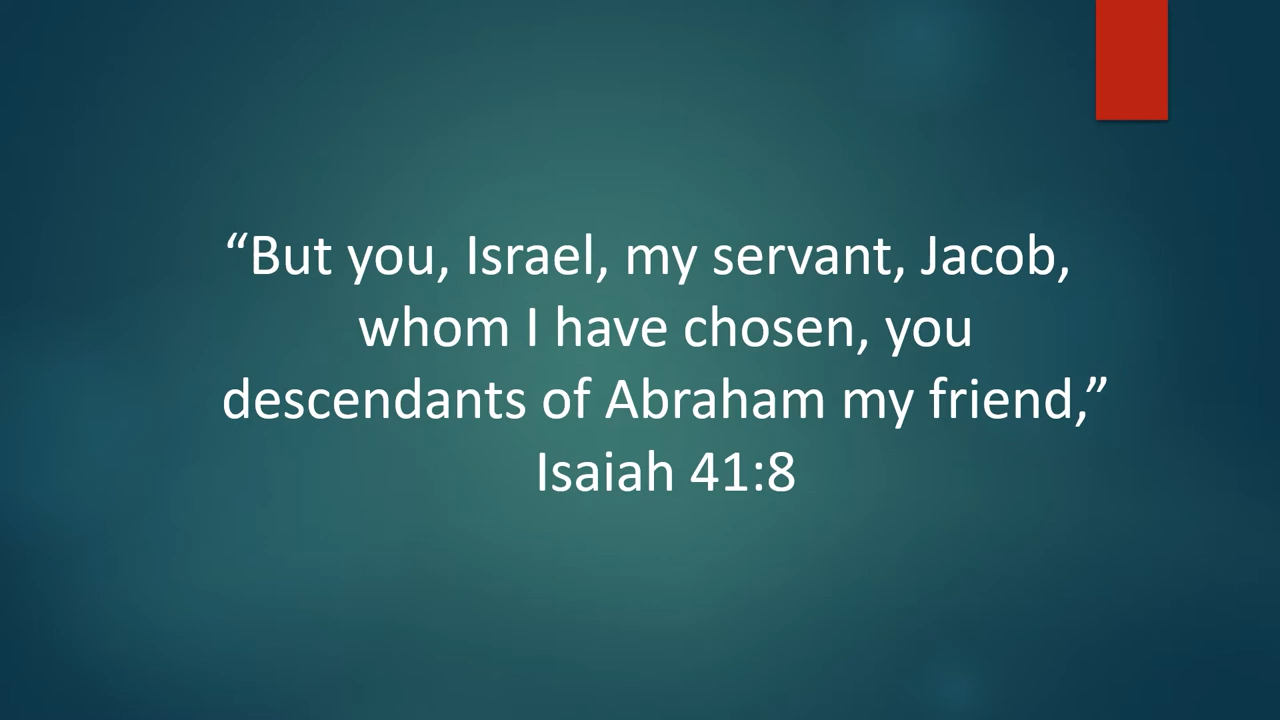 “But you, Israel, my servant, Jacob,
whom I have chosen, you
descendants of Abraham my friend,”
Isaiah 41:8